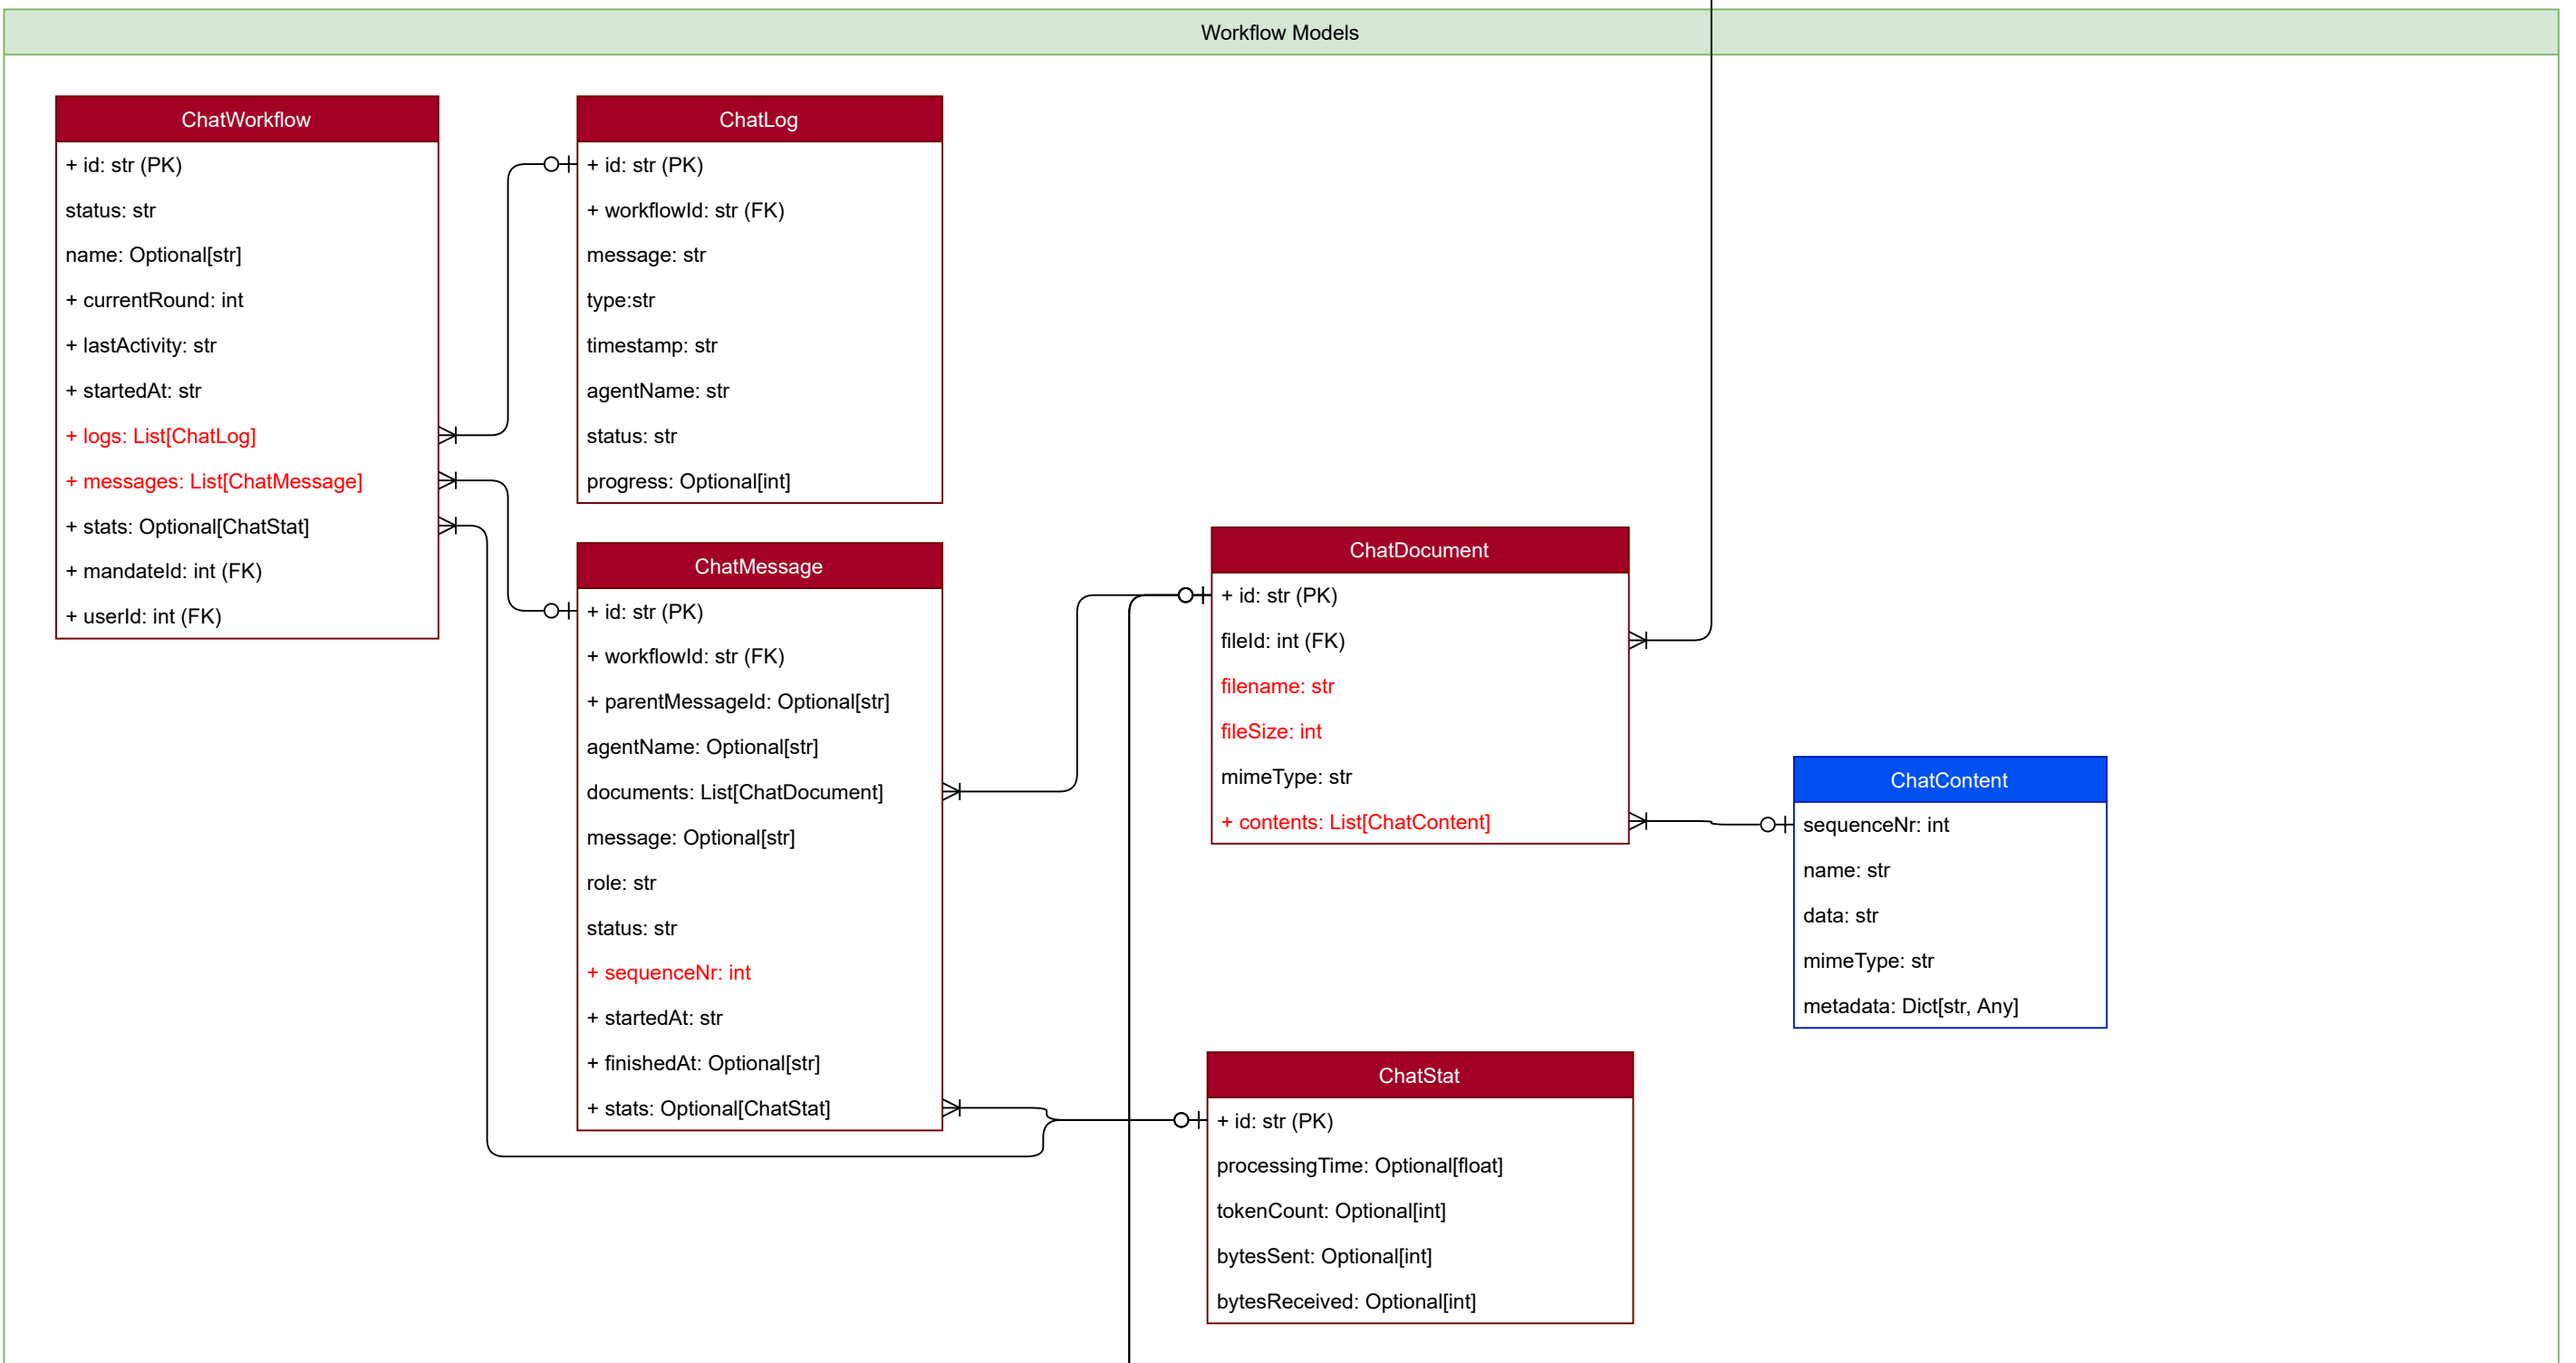 Workflow Models
ChatWorkflow
+ id: str (PK)
status: str
name: Optional[str]
+ currentRound: int
+ lastActivity: str
+ startedAt: str
+ logs: List[ChatLog]
+ messages: List[ChatMessage]
+ stats: Optional[ChatStat]
+ mandateId: int (FK)
+ userId: int (FK)
ChatLog
+ id: str (PK)
+ workflowId: str (FK)
message: str
type:str
timestamp: str
agentName: str
status: str
progress: Optional[int]
ChatMessage
+ id: str (PK)
+ workflowId: str (FK)
+ parentMessageId: Optional[str]
agentName: Optional[str]
documents: List[ChatDocument]
message: Optional[str]
role: str
status: str
+ sequenceNr: int
+ startedAt: str
+ finishedAt: Optional[str]
+ stats: Optional[ChatStat]
ChatDocument
+ id: str (PK)
fileId: int (FK)
filename: str
fileSize: int
mimeType: str
+ contents: List[ChatContent]
ChatContent
sequenceNr: int
name: str
data: str
mimeType: str
metadata: Dict[str, Any]
ChatStat
+ id: str (PK)
processingTime: Optional[float]
tokenCount: Optional[int]
bytesSent: Optional[int]
bytesReceived: Optional[int]